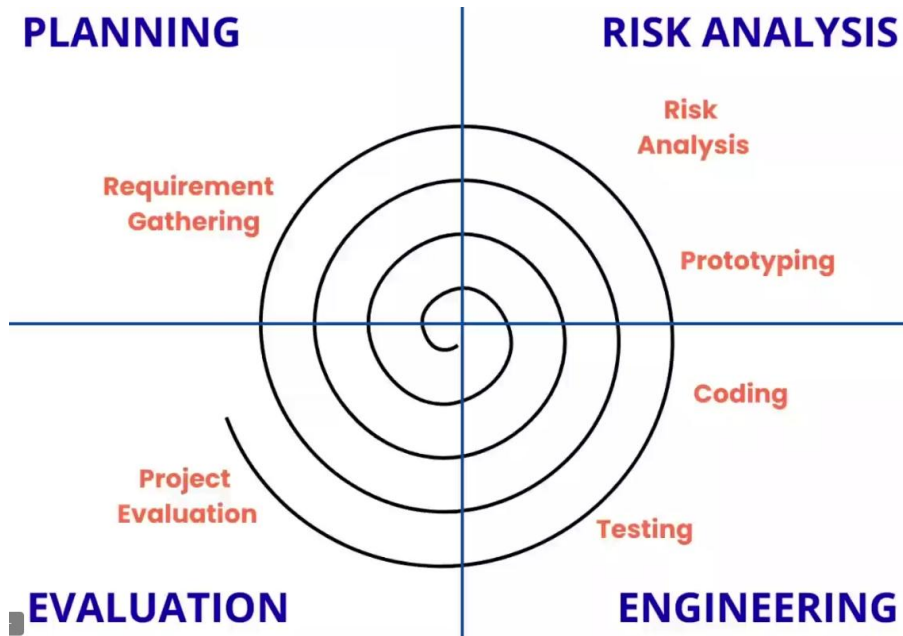 PLANNING
RISK ANALYSIS
Risk
Analysis
Requirement
Gathering
Prototyping
Coding
Project
Evaluation
Testing
EVALUATION
ENGINEERING